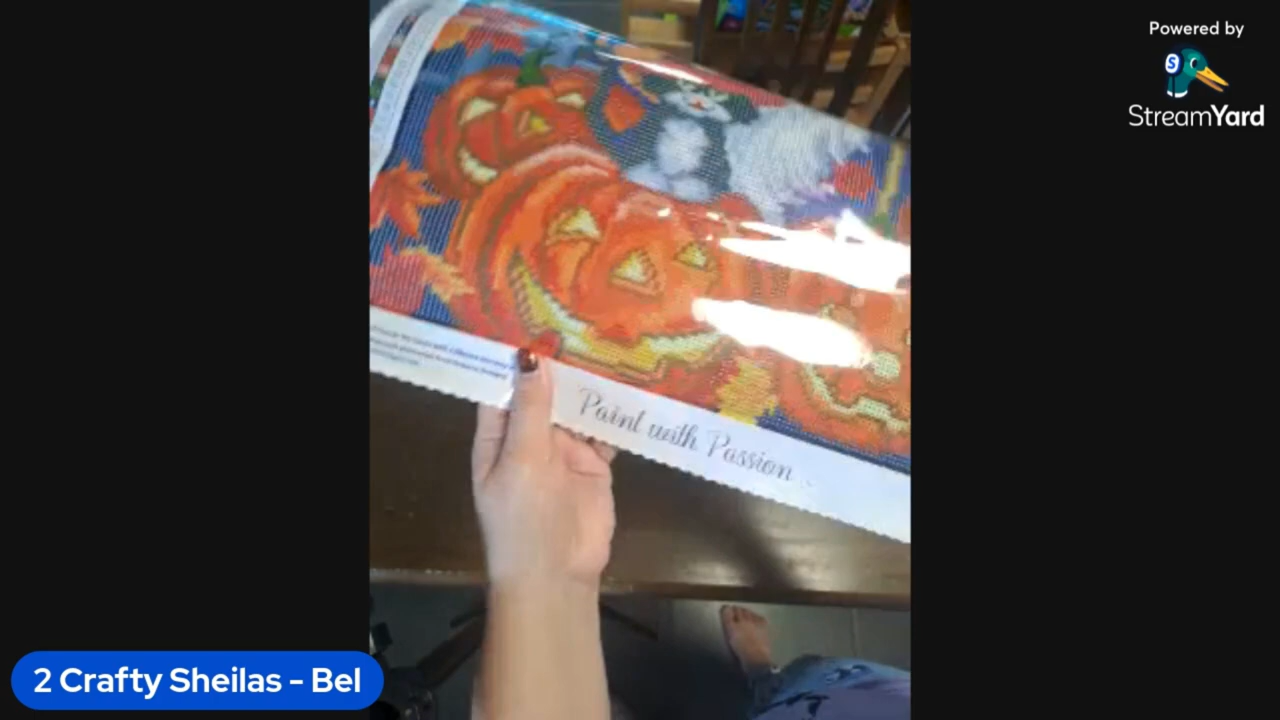 Powered by
StreamYard
Paint with Passion...
2 Crafty Sheilas - Bel